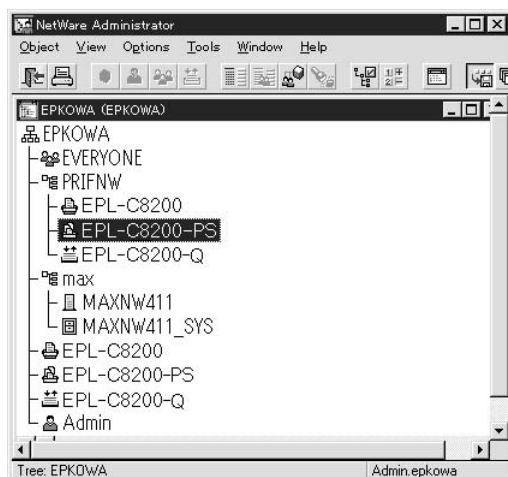 NetWare Administrator
Object View Options Tools Window Help
EPKOWA (EPKOWA)
EPKOWA
EVERYONE
PRIFNW
EPL-C8200
EPL-C8200-PS
EPL-C8200-Q
max
MAXNW411
MAXNW411_SYS
EPL-C8200
EPL-C8200-PS
EPL-C8200-Q
Admin
Tree: EPKOWA Admin.epkowa